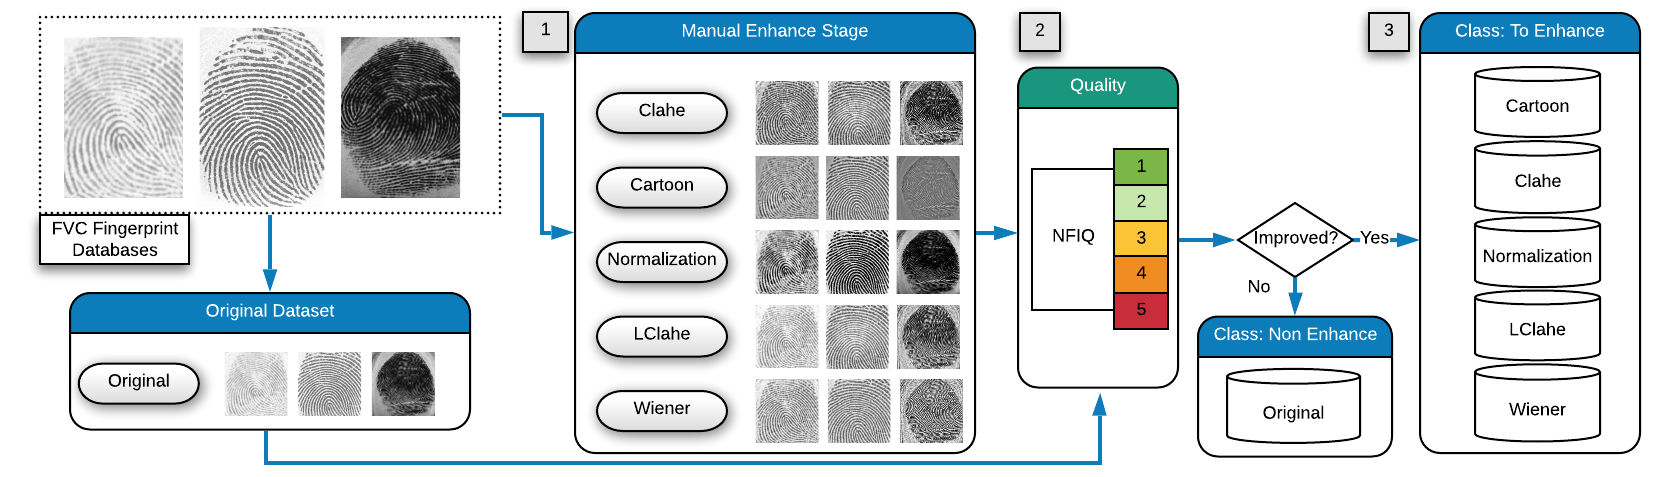 FVC Fingerprint
Databases
Original Dataset
Original
1
Manual Enhance Stage
Clahe
Cartoon
Normalization
LClahe
Wiener
2
Quality
NFIQ
1
2
3
4
5
Improved?
Yes
No
Class: Non Enhance
Original
3
Class: To Enhance
Cartoon
Clahe
Normalization
LClahe
Wiener